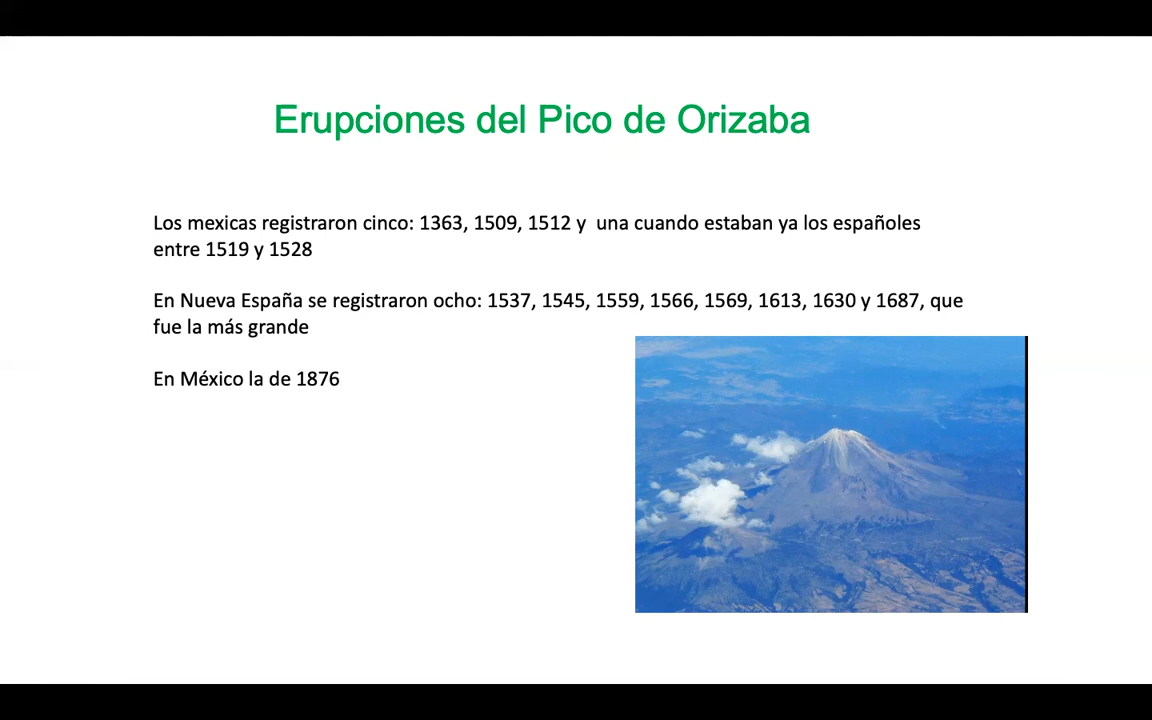 Erupciones del Pico de Orizaba
Los mexicas registraron cinco: 1363, 1509, 1512 y una cuando estaban ya los españoles
entre 1519 y 1528
En Nueva España se registraron ocho: 1537, 1545, 1559, 1566, 1569, 1613, 1630 y 1687, que
fue la más grande
En México la de 1876